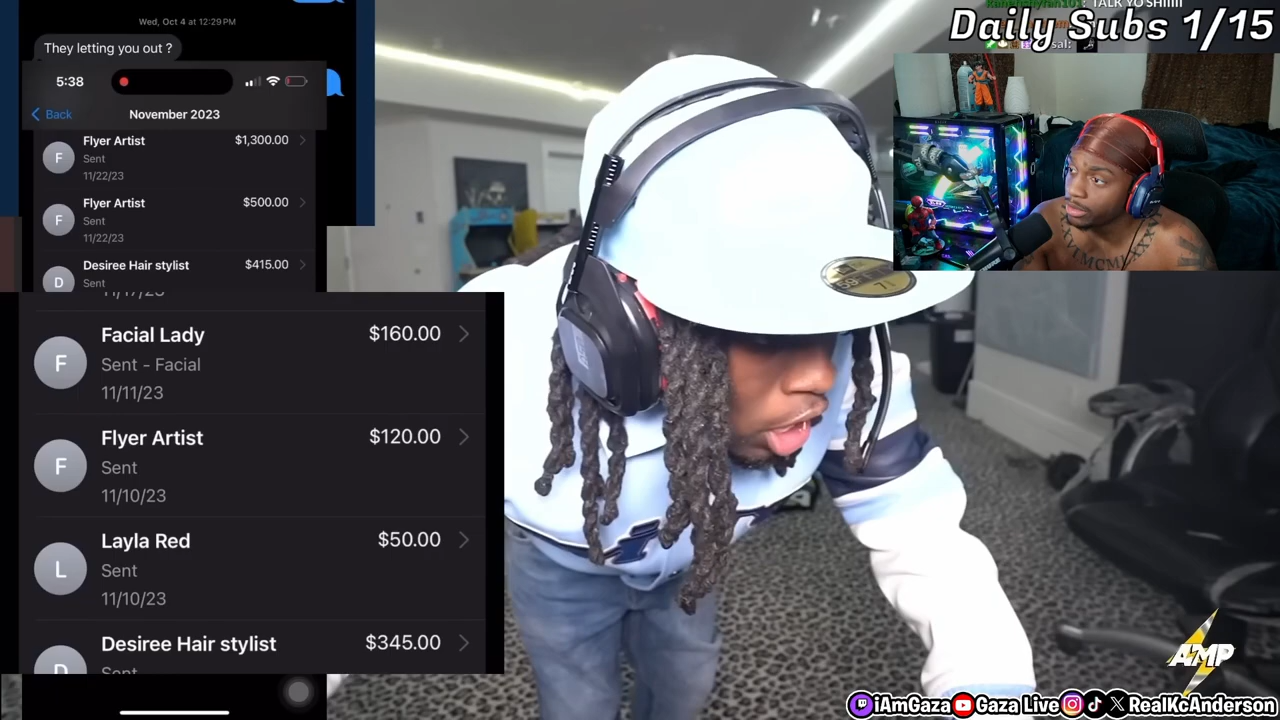 Wed, Oct 4 at 12:29 PM
They letting you out ?
5:38
Back
November 2023
Flyer Artist
$1,300.00
F
Sent
11/22/23
Flyer Artist
$500.00
F
Sent
11/22/23
Desiree Hair stylist
$415.00
D
Sent
Facial Lady
$160.00
F
Sent - Facial
11/11/23
Flyer Artist
$120.00
F
Sent
11/10/23
Layla Red
$50.00
L
Sent
11/10/23
Desiree Hair stylist
$345.00
D
Sent
TALK YO SHIIIII
Daily Subs 1/15
AMP
iAmGaza Gaza Live RealKcAnderson